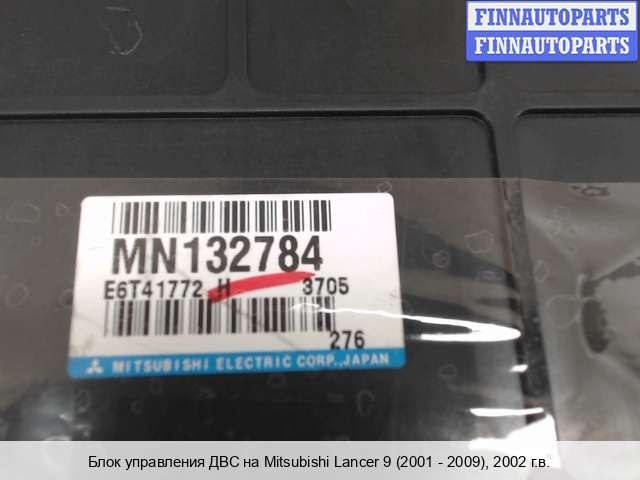 FINNAUTOPARTS
FINNAUTOPARTS
MN132784
E6T41772 H 3705
276
MITSUBISHI ELECTRIC CORP.,JAPAN
Блок управления ДВС на Mitsubishi Lancer 9 (2001 - 2009), 2002 г.в.